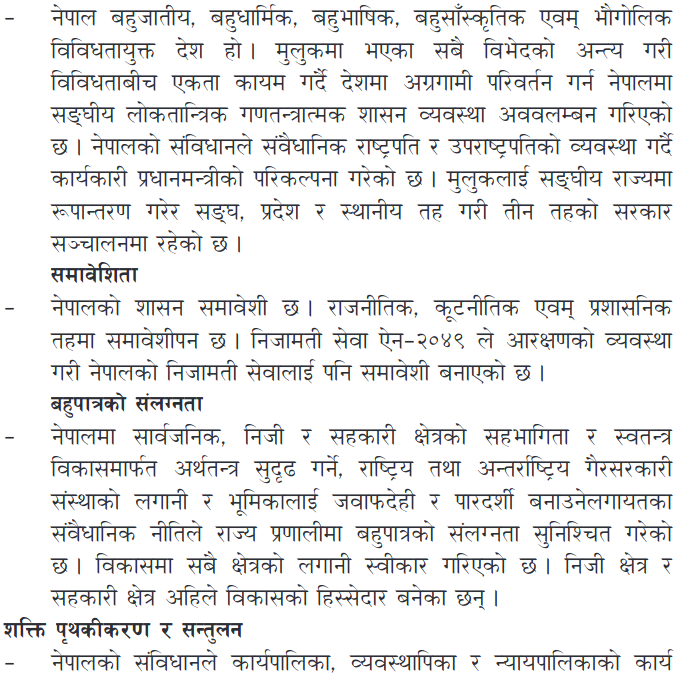 – नेपाल बहुजातीय, बहुधार्मिक, बहुभाषिक, बहुसाँस्कृतिक एवम् भौगोलिक
विविधतायुक्त देश हो । मुलुकमा भएका सबै विभेदको अन्त्य गरी
विविधताबीच एकता कायम गर्दै देशमा अग्रगामी परिवर्तन गर्न नेपालमा
सङ्घीय लोकतान्त्रिक गणतन्त्रात्मक शासन व्यवस्था अववलम्बन गरिएको
छ । नेपालको संविधानले संवैधानिक राष्ट्रपति र उपराष्ट्रपतिको व्यवस्था गर्दै
कार्यकारी प्रधानमन्त्रीको परिकल्पना गरेको छ । मुलुकलाई सङ्घीय राज्यमा
रूपान्तरण गरेर सङ्घ, प्रदेश र स्थानीय तह गरी तीन तहको सरकार
सञ्चालनमा रहेको छ ।
समावेशिता
– नेपालको शासन समावेशी छ । राजनीतिक, कूटनीतिक एवम् प्रशासनिक
तहमा समावेशीपन छ । निजामती सेवा ऐन-२०४९ ले आरक्षणको व्यवस्था
गरी नेपालको निजामती सेवालाई पनि समावेशी बनाएको छ ।
बहुपात्रको संलग्नता
– नेपालमा सार्वजनिक, निजी र सहकारी क्षेत्रको सहभागिता र स्वतन्त्र
विकासमार्फत अर्थतन्त्र सुदृढ गर्ने, राष्ट्रिय तथा अन्तर्राष्ट्रिय गैरसरकारी
संस्थाको लगानी र भूमिकालाई जवाफदेही र पारदर्शी बनाउनेलगायतका
संवैधानिक नीतिले राज्य प्रणालीमा बहुपात्रको संलग्नता सुनिश्चित गरेको
छ । विकासमा सबै क्षेत्रको लगानी स्वीकार गरिएको छ । निजी क्षेत्र र
सहकारी क्षेत्र अहिले विकासको हिस्सेदार बनेका छन् ।
शक्ति पृथकीकरण र सन्तुलन
– नेपालको संविधानले कार्यपालिका, व्यवस्थापिका र न्यायपालिकाको कार्य